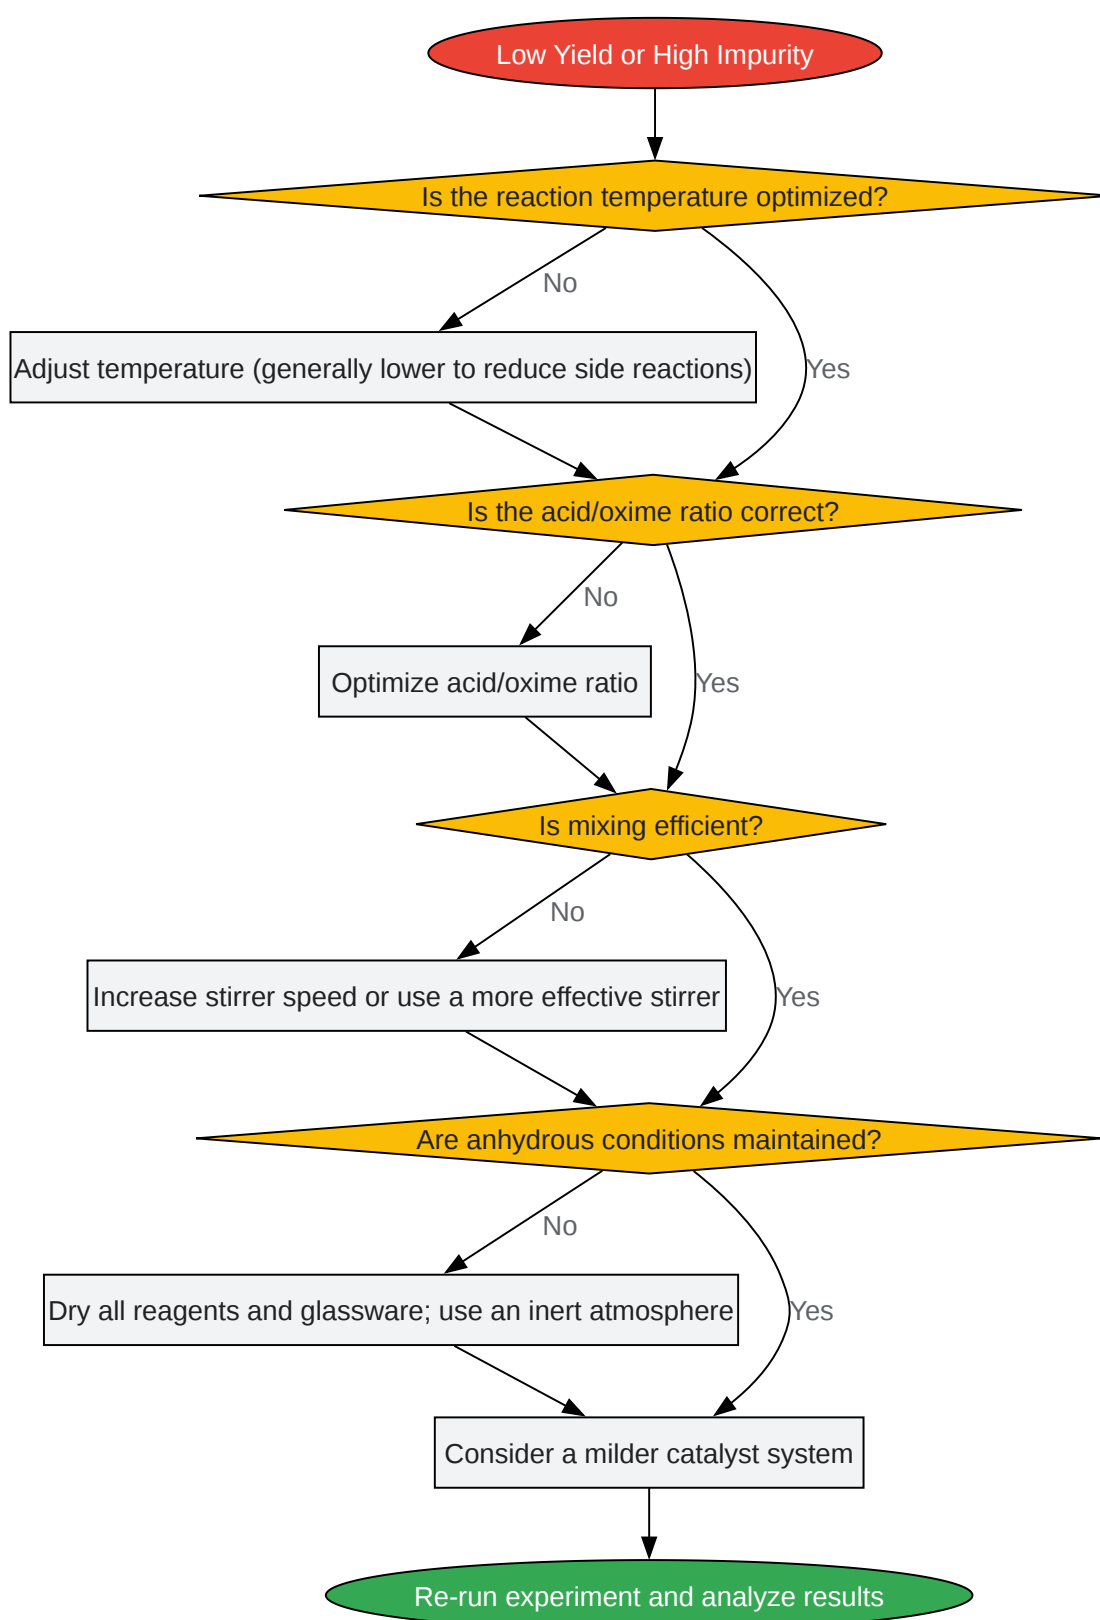 Low Yield or High Impurity
Is the reaction temperature optimized?
No
Adjust temperature (generally lower to reduce side reactions)
Yes
Is the acid/oxime ratio correct?
No
Optimize acid/oxime ratio
Yes
Is mixing efficient?
No
Increase stirrer speed or use a more effective stirrer
Yes
Are anhydrous conditions maintained?
No
Dry all reagents and glassware; use an inert atmosphere
Yes
Consider a milder catalyst system
Re-run experiment and analyze results